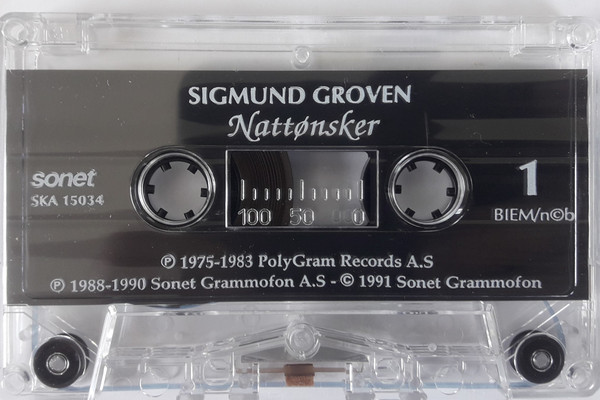 SIGMUND GROVEN
Nattønsker
sonet
SKA 15034
1
BIEM/n©b
100 50 0
℗ 1975-1983 PolyGram Records A.S
℗ 1988-1990 Sonet Grammofon A.S - © 1991 Sonet Grammofon